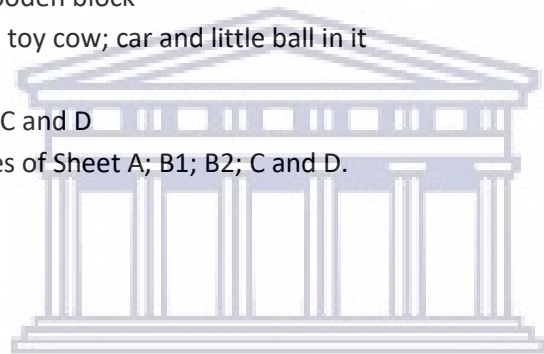 ooden block
toy cow; car and little ball in it
C and D
es of Sheet A; B1; B2; C and D.